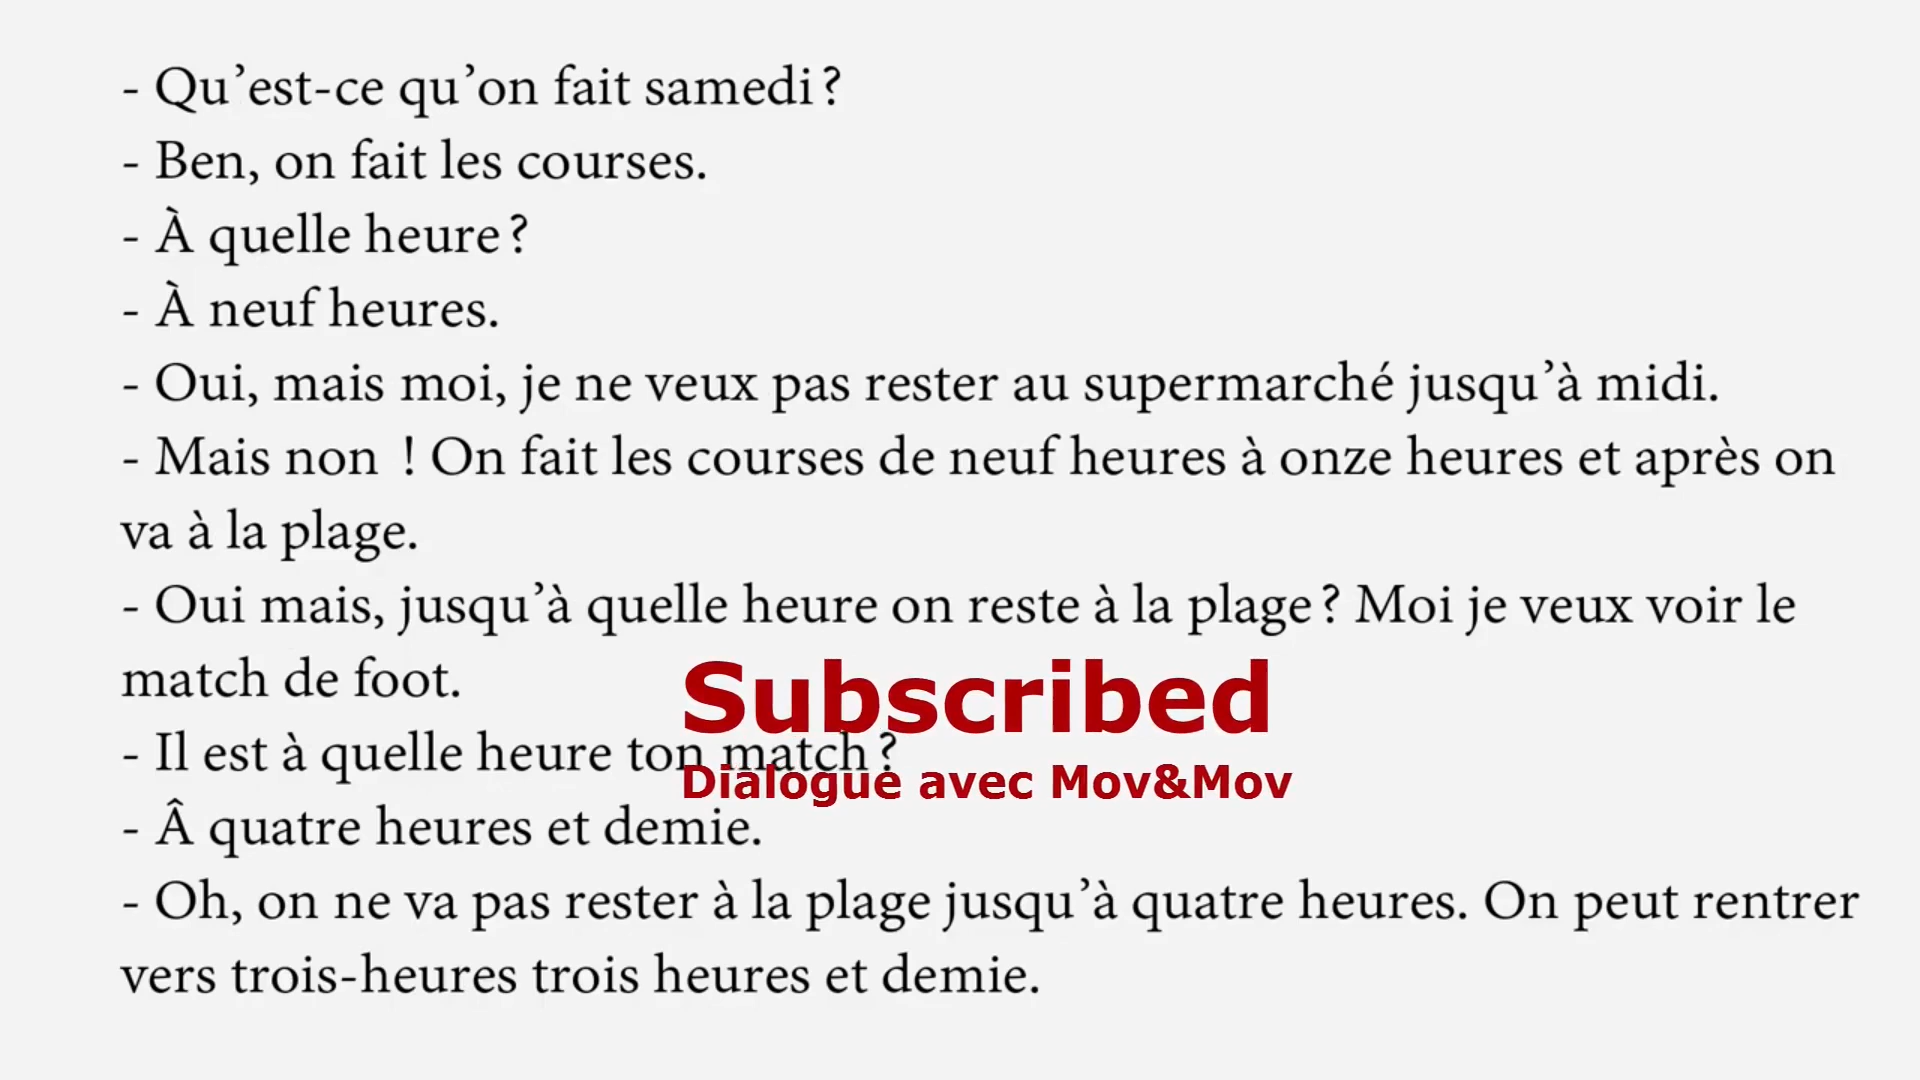 - Qu’est-ce qu’on fait samedi ?
- Ben, on fait les courses.
- À quelle heure ?
- À neuf heures.
- Oui, mais moi, je ne veux pas rester au supermarché jusqu’à midi.
- Mais non ! On fait les courses de neuf heures à onze heures et après on
va à la plage.
- Oui mais, jusqu’à quelle heure on reste à la plage ? Moi je veux voir le
match de foot.
Subscribed
- Il est à quelle heure ton match ?
Dialogue avec Mov&Mov
- Â quatre heures et demie.
- Oh, on ne va pas rester à la plage jusqu’à quatre heures. On peut rentrer
vers trois-heures trois heures et demie.